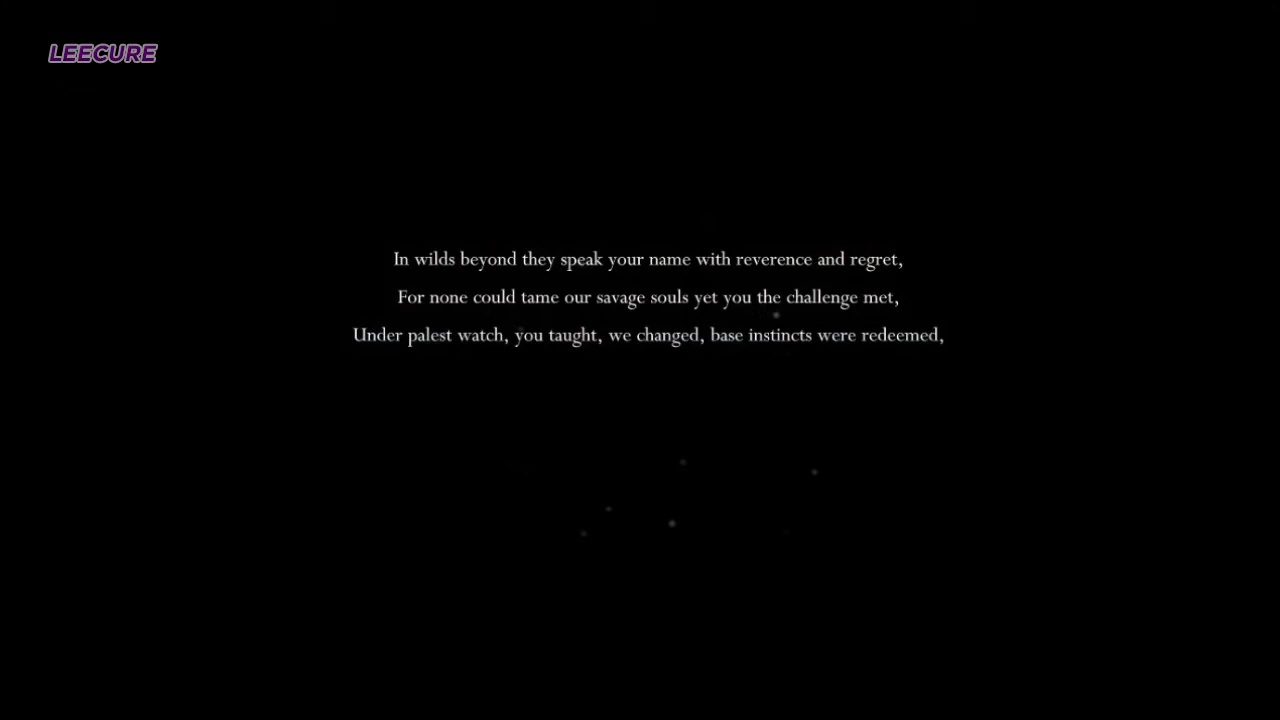 LEECURE
In wilds beyond they speak your name with reverence and regret,
For none could tame our savage souls yet you the challenge met,
Under palest watch, you taught, we changed, base instincts were redeemed,